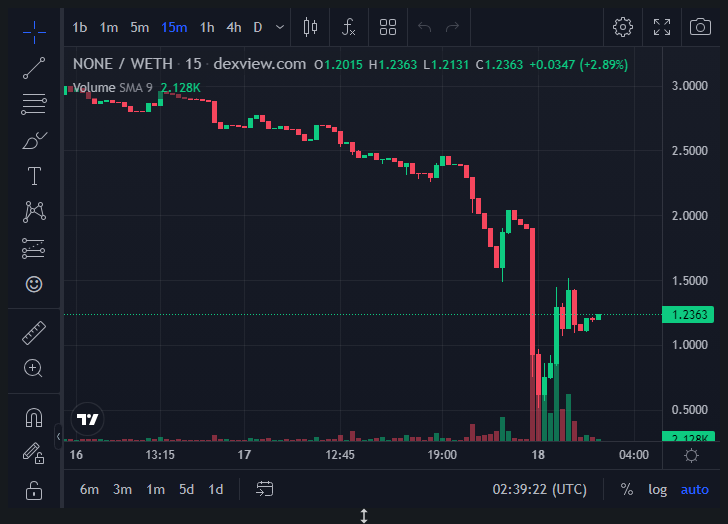 1b 1m 5m 15m 1h 4h D
NONE / WETH · 15 · dexview.com O1.2015 H1.2363 L1.2131 C1.2363 +0.0347 (+2.89%)
Volume SMA 9 2.128K
3.0000
2.5000
2.0000
1.5000
1.2363
1.0000
0.5000
2.128K
16 13:15 17 12:45 19:00 18 04:00
6m 3m 1m 5d 1d 02:39:22 (UTC) % log auto